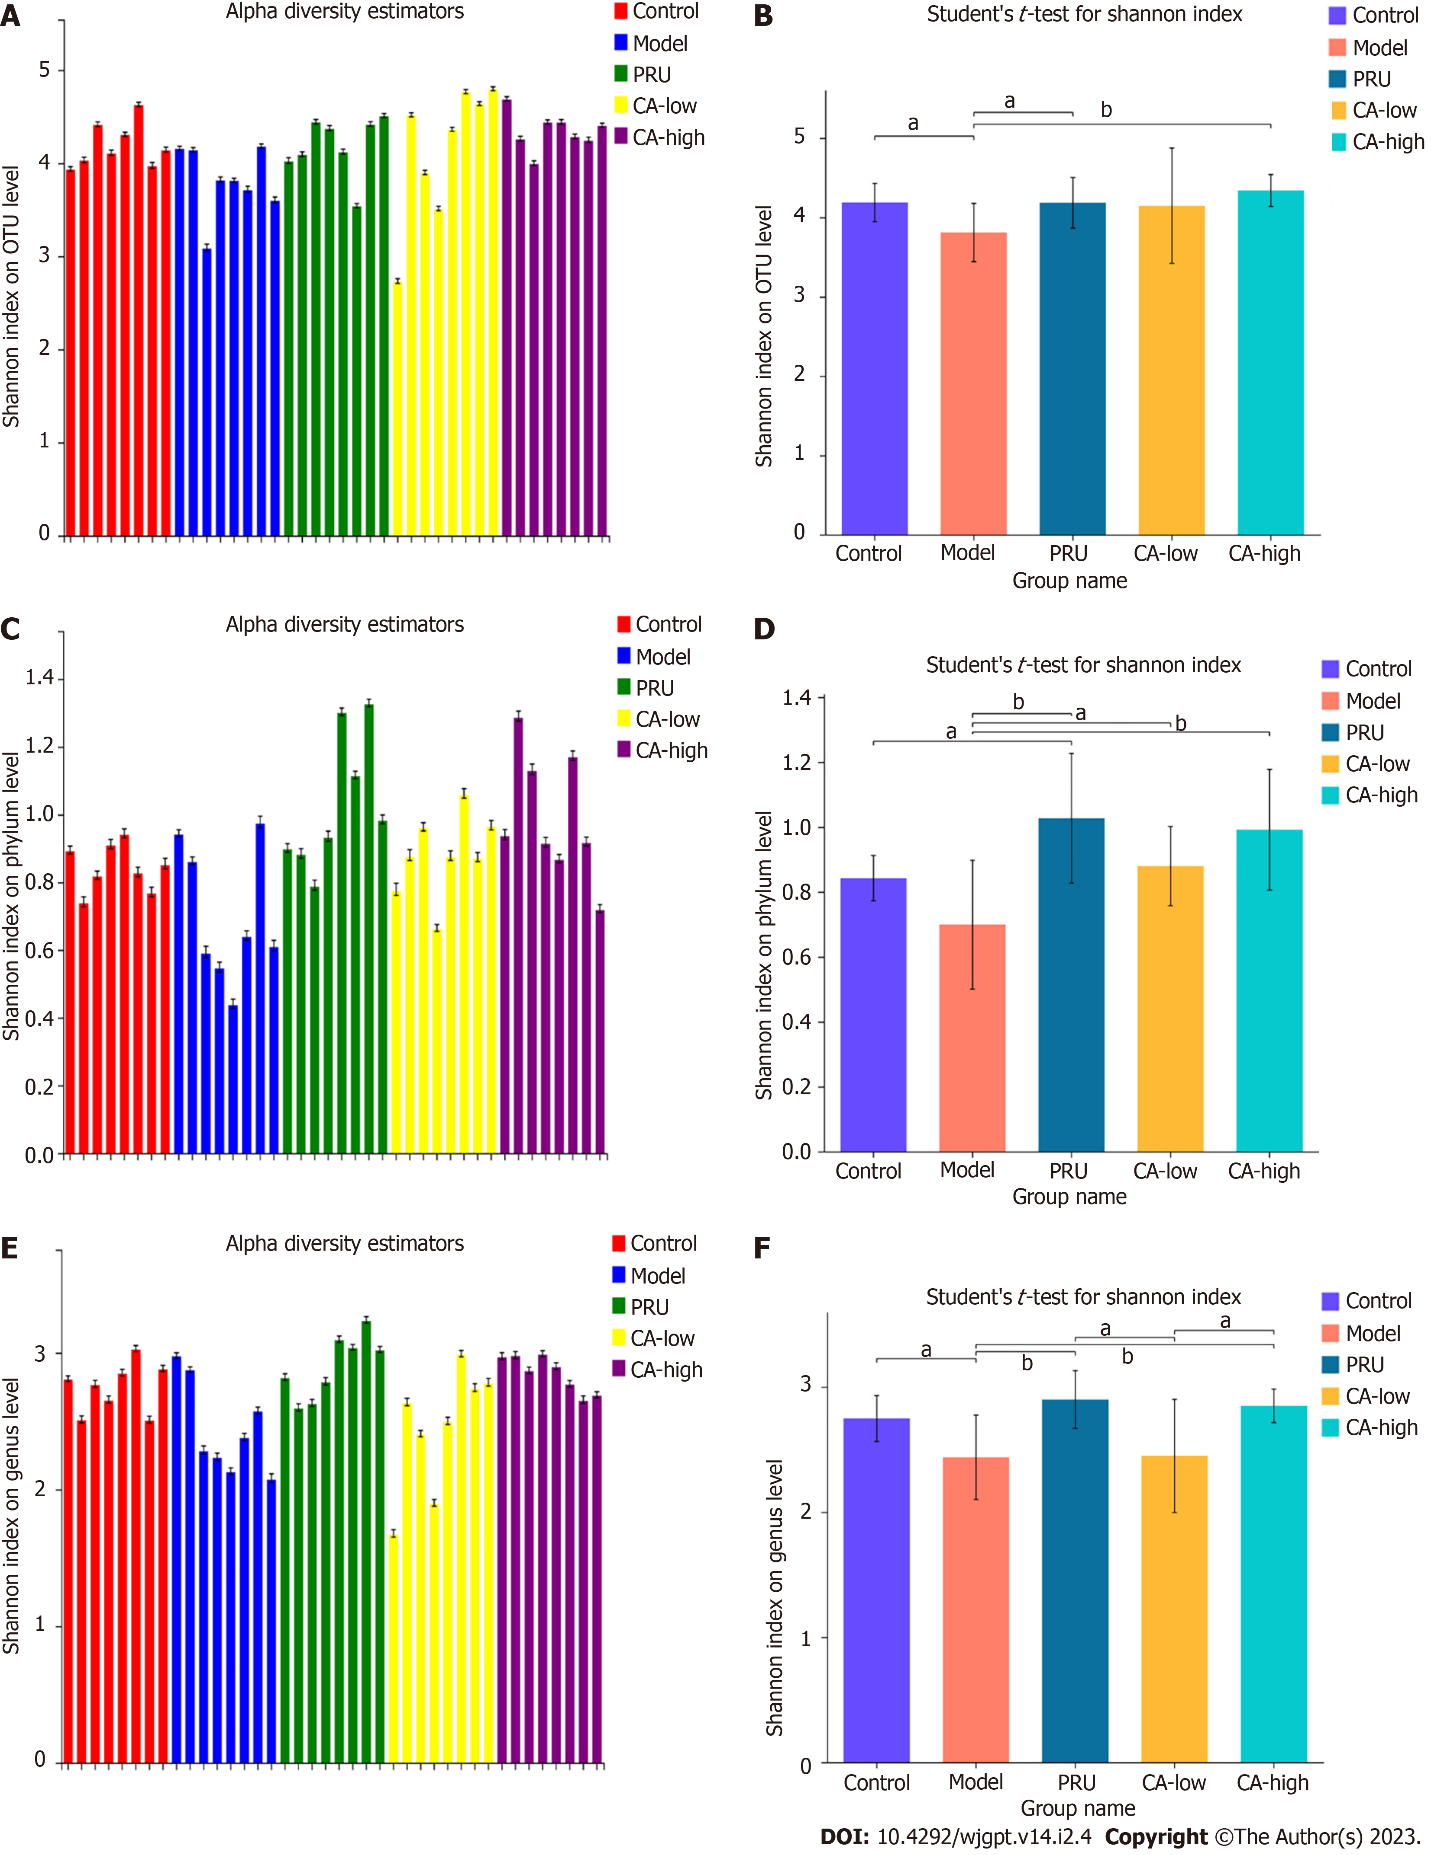 A
Alpha diversity estimators
Control
Model
PRU
CA-low
CA-high
Shannon index on OTU level
5
4
3
2
1
0
B
Student's t-test for shannon index
Control
Model
PRU
CA-low
CA-high
a
a
b
Shannon index on OTU level
5
4
3
2
1
0
Control Model PRU CA-low CA-high
Group name
C
Alpha diversity estimators
Control
Model
PRU
CA-low
CA-high
Shannon index on phylum level
1.4
1.2
1.0
0.8
0.6
0.4
0.2
0.0
D
Student's t-test for shannon index
Control
Model
PRU
CA-low
CA-high
b
a
b
a
Shannon index on phylum level
1.4
1.2
1.0
0.8
0.6
0.4
0.2
0.0
Control Model PRU CA-low CA-high
Group name
E
Alpha diversity estimators
Control
Model
PRU
CA-low
CA-high
Shannon index on genus level
3
2
1
0
F
Student's t-test for shannon index
Control
Model
PRU
CA-low
CA-high
a
a
a
b
b
Shannon index on genus level
3
2
1
0
Control Model PRU CA-low CA-high
Group name
DOI: 10.4292/wjgpt.v14.i2.4 Copyright ©The Author(s) 2023.